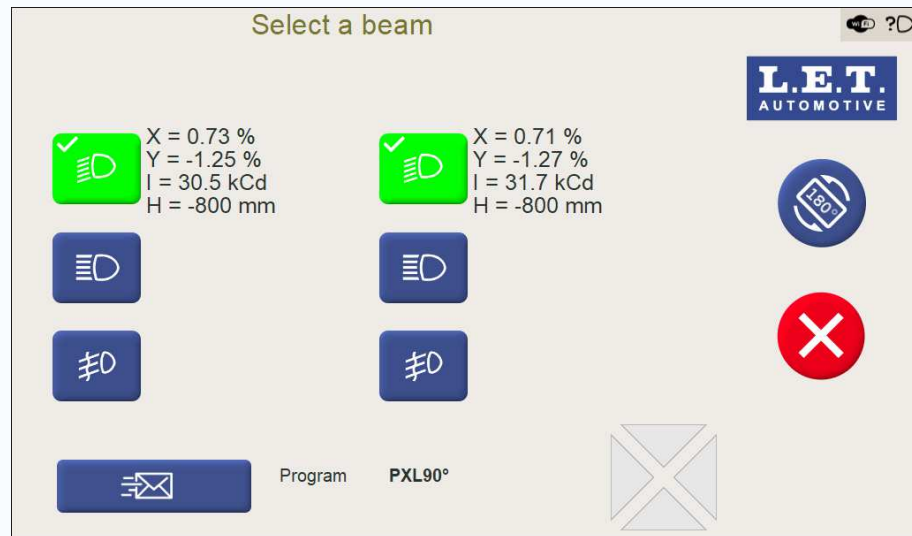 Select a beam
WiFi
?
L.E.T.
AUTOMOTIVE
X = 0.73 %
Y = -1.25 %
I = 30.5 kCd
H = -800 mm
X = 0.71 %
Y = -1.27 %
I = 31.7 kCd
H = -800 mm
180°
Program PXL90°